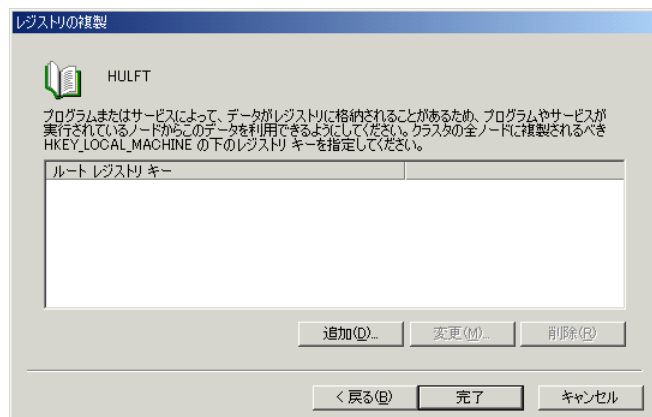 レジストリの複製
HULFT
プログラムまたはサービスによって、データがレジストリに格納されることがあるため、プログラムやサービスが
実行されているノードからこのデータを利用できるようにしてください。クラスタの全ノードに複製されるべき
HKEY_LOCAL_MACHINE の下のレジストリ キーを指定してください。
ルート レジストリ キー
追加(D)... 変更(M)... 削除(R)
< 戻る(B) 完了 キャンセル